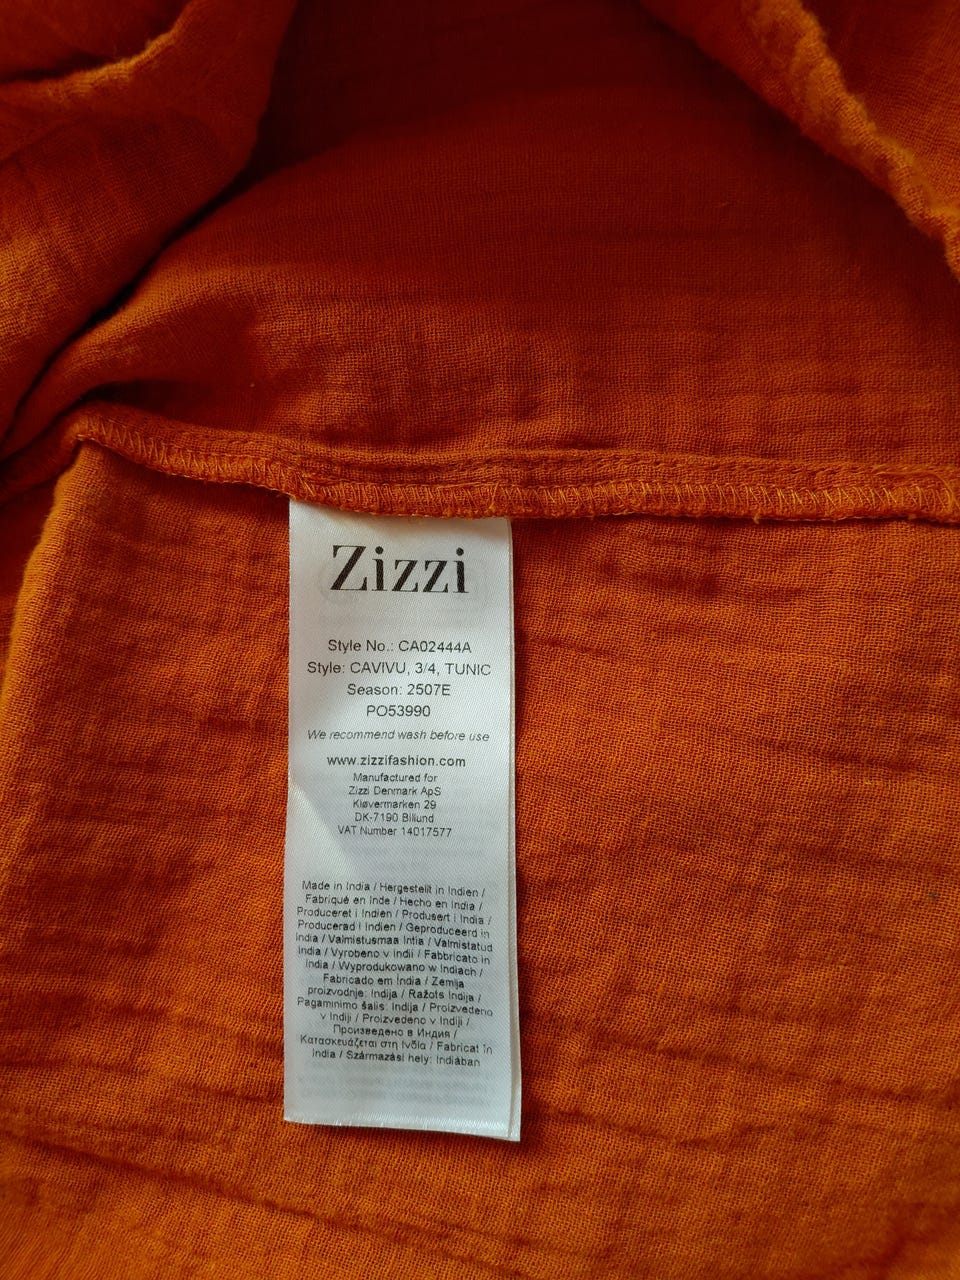 Zizzi
Style No.: CA02444A
Style: CAVIVU, 3/4, TUNIC
Season: 2507E
PO53990
We recommend wash before use
www.zizzifashion.com
Manufactured for
Zizzi Denmark ApS
Kløvermarken 29
DK-7190 Billund
VAT Number 14017577
Made in India / Hergestellt in Indien /
Fabriqué en Inde / Hecho en India /
Produceret i Indien / Produsert i India /
Producerad i Indien / Geproduceerd in
India / Valmistusmaa Intia / Valmistatud
India / Vyrobeno v Indii / Fabbricato in
India / Wyprodukowano w Indiach /
Fabricado em India / Zemlja
proizvodnje: Indija / Ražots Indija /
Pagaminimo šalis: Indija / Proizvedeno
v Indiji / Proizvedeno v Indiji /
Произведено в Индия /
Κατασκευάζεται στη Ινδία / Fabricat în
India / Származási hely: Indiában